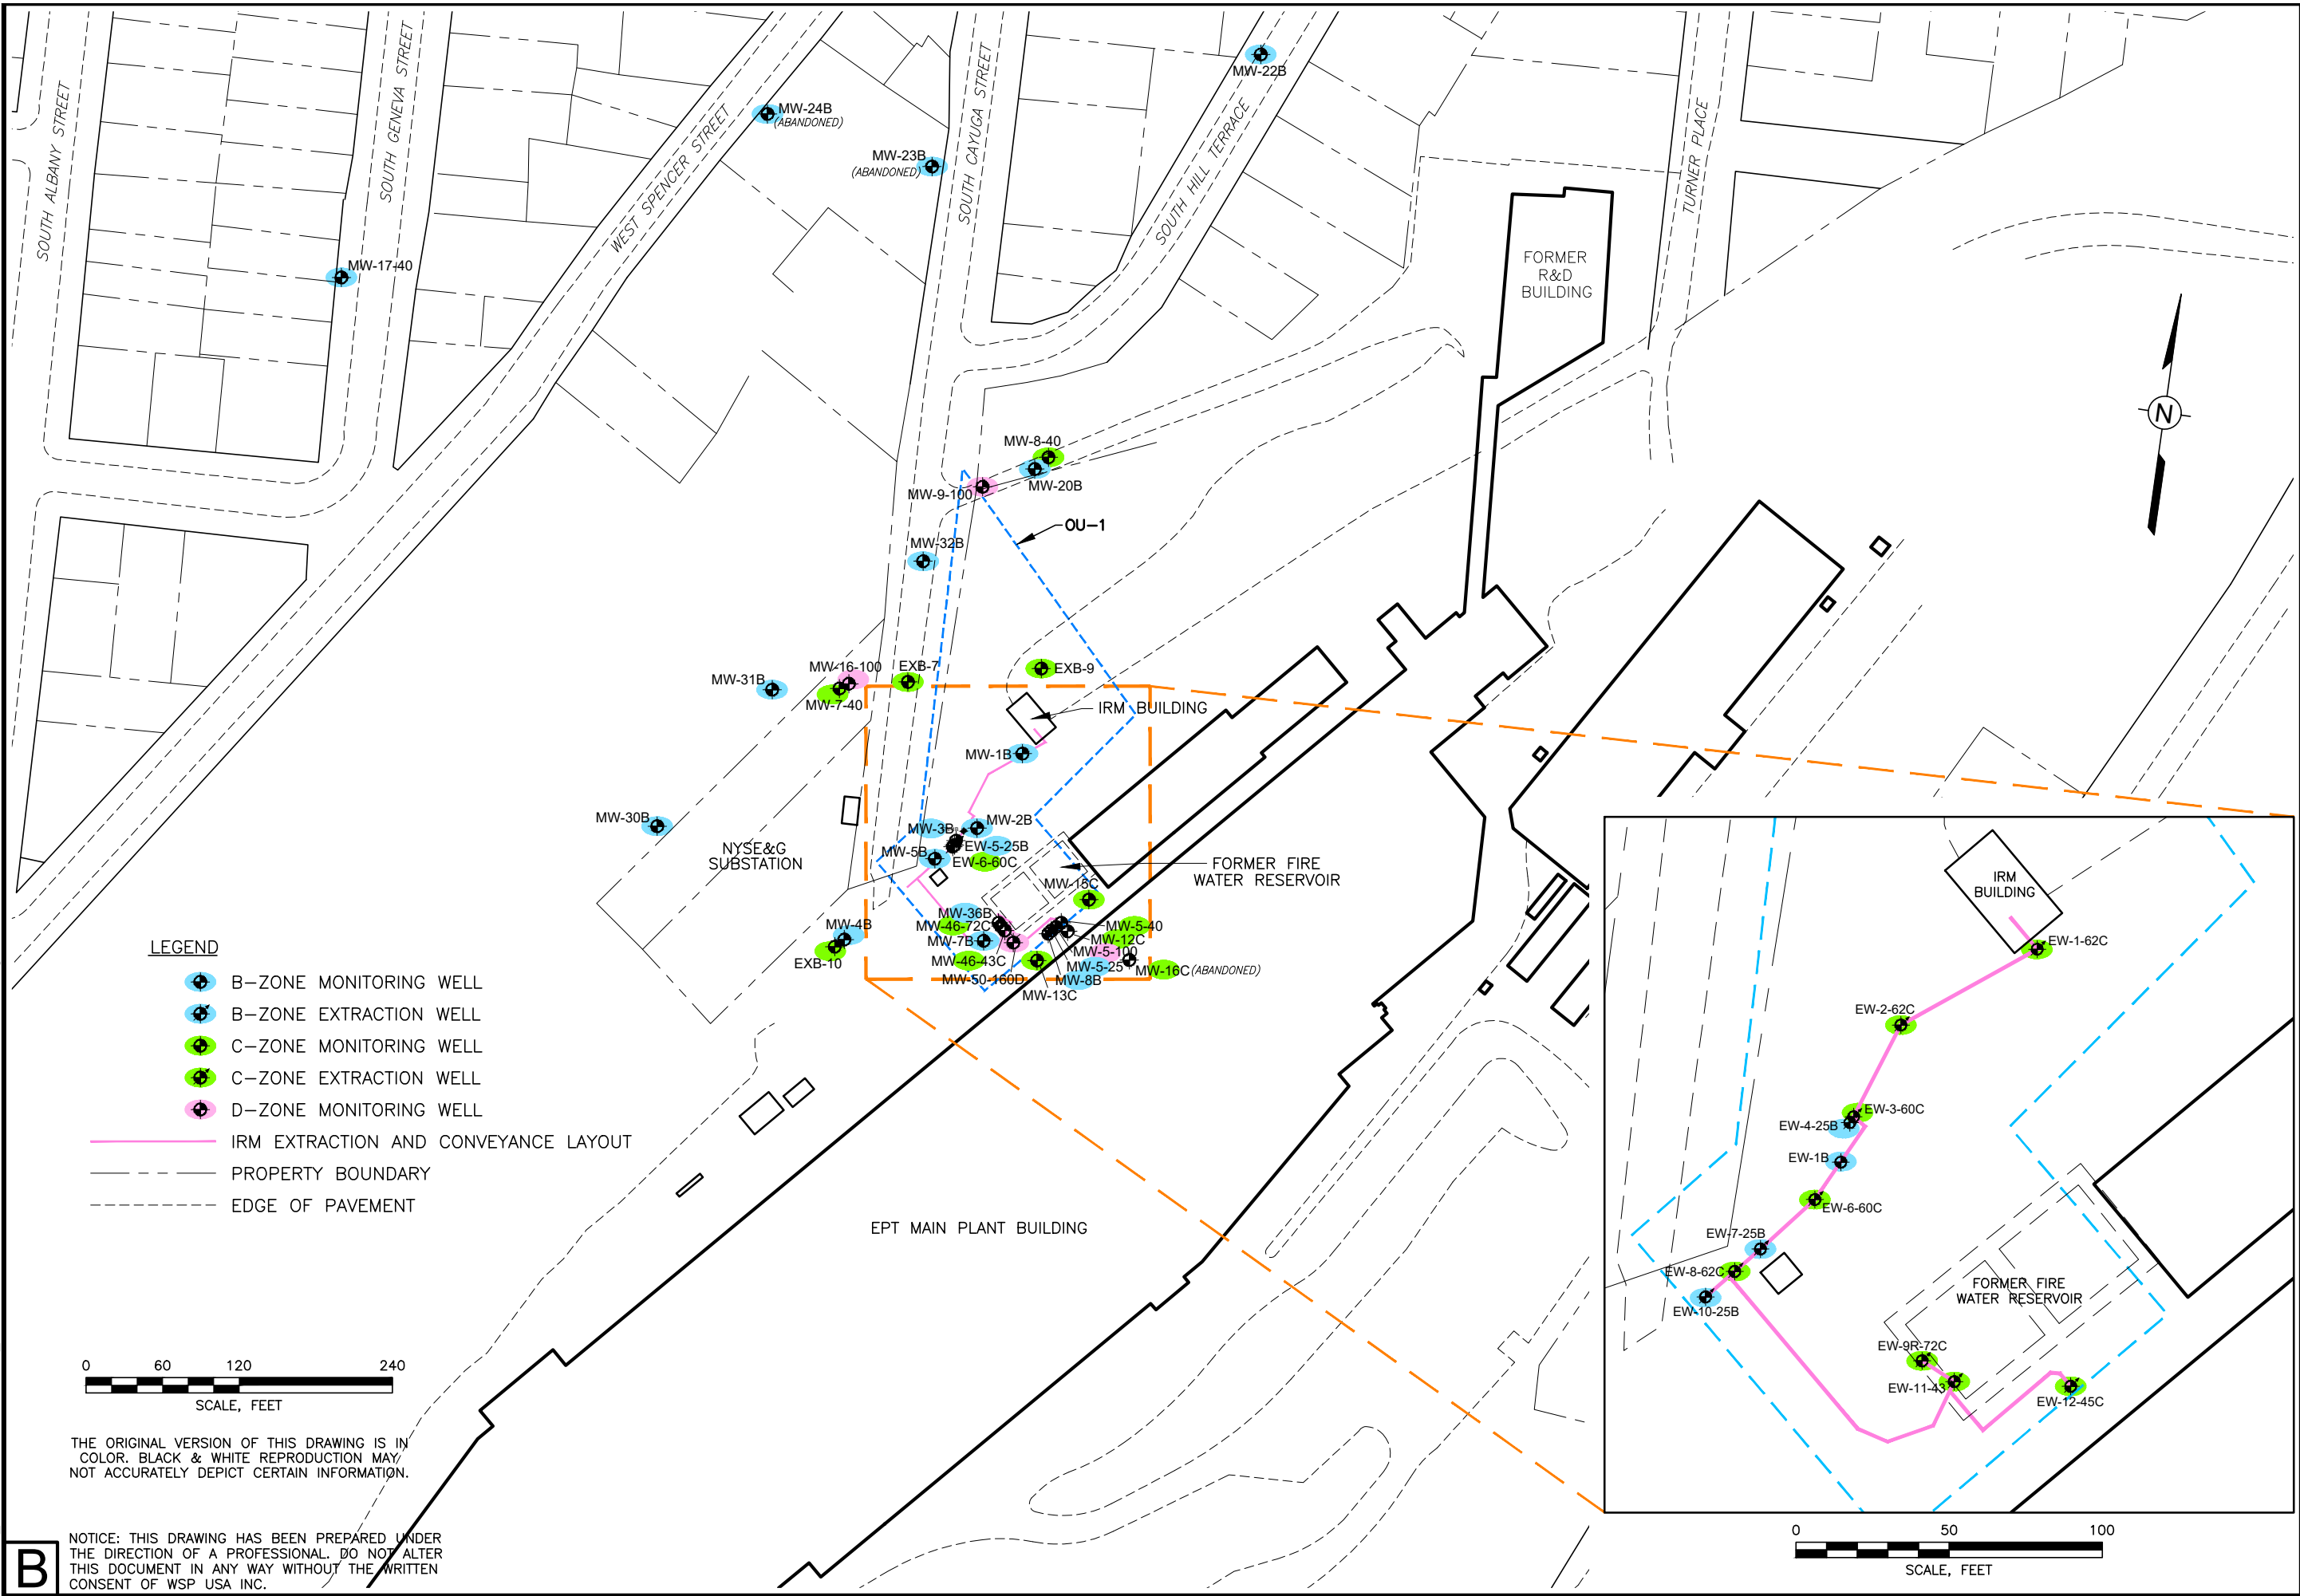 SOUTH ALBANY STREET
SOUTH GENEVA STREET
WEST SPENCER STREET
SOUTH CAYUGA STREET
SOUTH HILL TERRACE
TURNER PLACE
MW-22B
MW-24B
(ABANDONED)
MW-23B
(ABANDONED)
MW-17-40
FORMER
R&D
BUILDING
N
MW-8-40
MW-20B
MW-9-100
OU-1
MW-32B
MW-16-100
EXB-7
EXB-9
MW-31B
MW-7-40
IRM BUILDING
MW-1B
MW-30B
MW-3B
MW-2B
NYSE&G
SUBSTATION
MW-5B
EW-5-25B
EW-6-60C
FORMER FIRE
WATER RESERVOIR
MW-15C
MW-36B
MW-46-72C
MW-4B
MW-7B
MW-5-40
MW-12C
MW-5-100
EXB-10
MW-46-43C
MW-5-25
MW-16C (ABANDONED)
MW-50-160D
MW-8B
MW-13C
LEGEND
B-ZONE MONITORING WELL
B-ZONE EXTRACTION WELL
C-ZONE MONITORING WELL
C-ZONE EXTRACTION WELL
D-ZONE MONITORING WELL
IRM EXTRACTION AND CONVEYANCE LAYOUT
PROPERTY BOUNDARY
EDGE OF PAVEMENT
EPT MAIN PLANT BUILDING
IRM
BUILDING
EW-1-62C
EW-2-62C
EW-3-60C
EW-4-25B
EW-1B
EW-6-60C
EW-7-25B
EW-8-62C
EW-10-25B
FORMER FIRE
WATER RESERVOIR
EW-9R-72C
EW-11-43
EW-12-45C
0 60 120 240
SCALE, FEET
0 50 100
SCALE, FEET
THE ORIGINAL VERSION OF THIS DRAWING IS IN
COLOR. BLACK & WHITE REPRODUCTION MAY
NOT ACCURATELY DEPICT CERTAIN INFORMATION.
B
NOTICE: THIS DRAWING HAS BEEN PREPARED UNDER
THE DIRECTION OF A PROFESSIONAL. DO NOT ALTER
THIS DOCUMENT IN ANY WAY WITHOUT THE WRITTEN
CONSENT OF WSP USA INC.